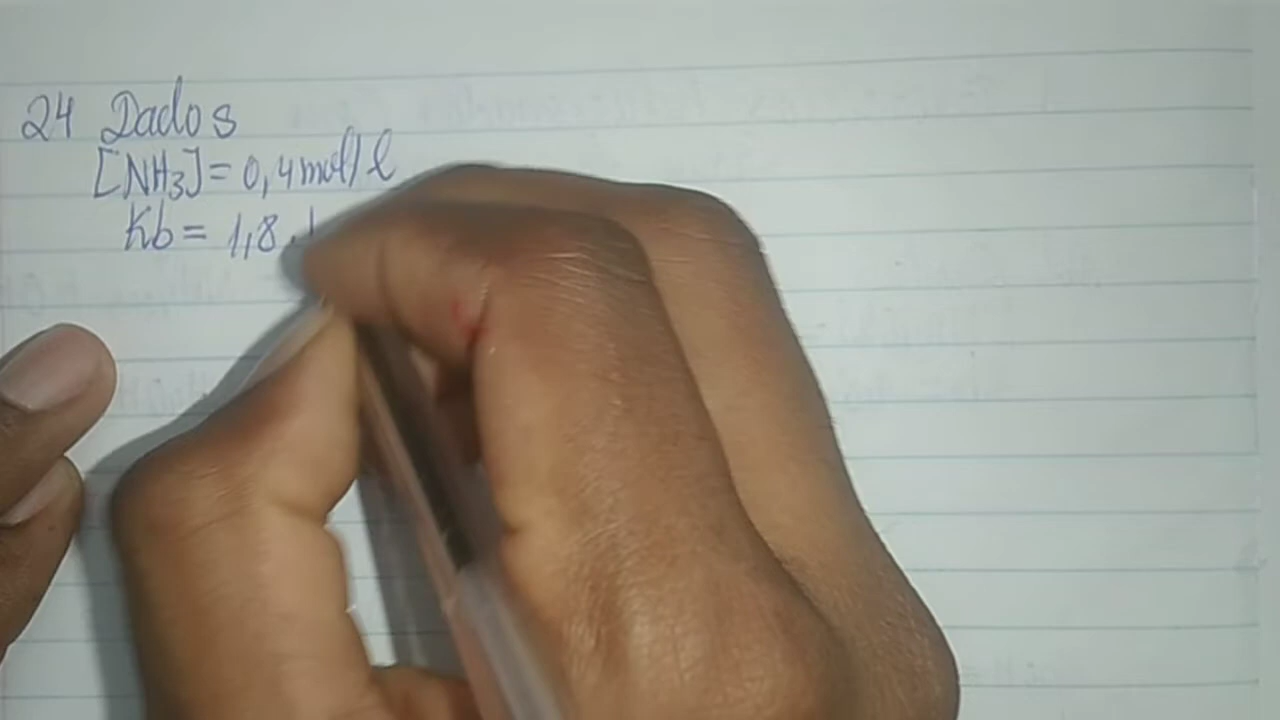 24 Dados
[NH3] = 0,4 mol/l
Kb = 1,8 .